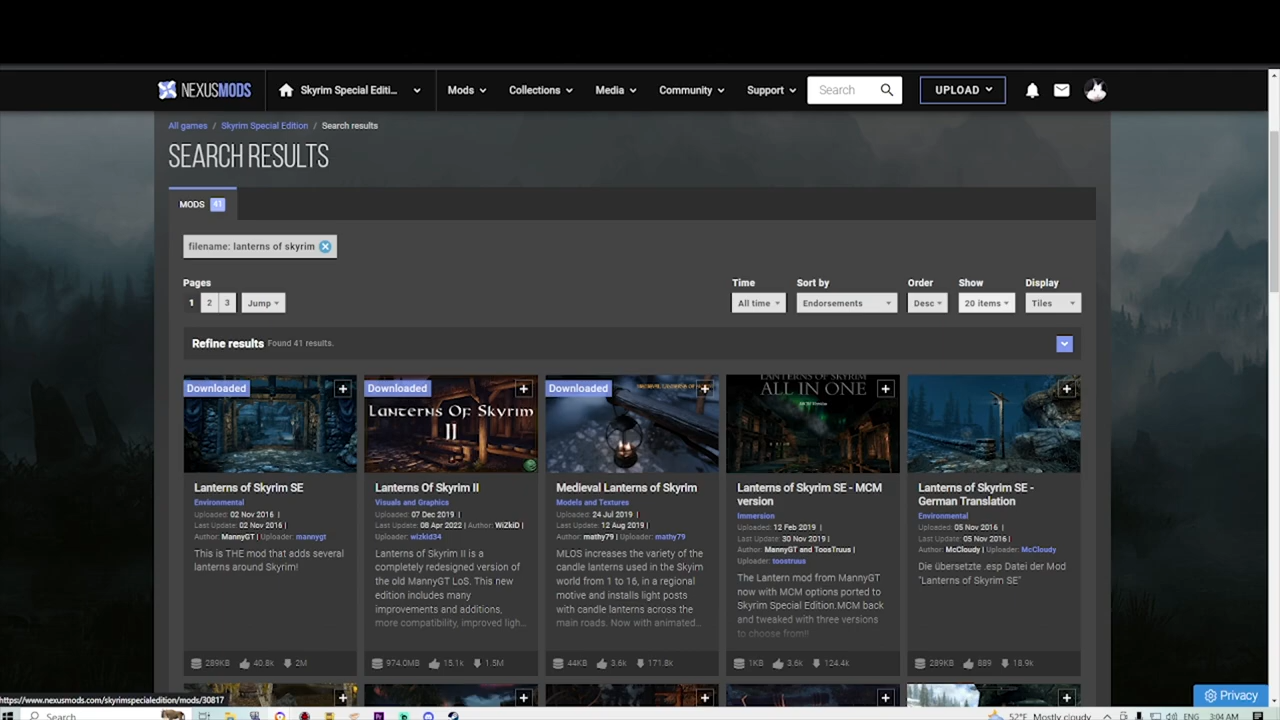 NEXUSMODS
Skyrim Special Editi...
Mods
Collections
Media
Community
Support
Search
UPLOAD
All games / Skyrim Special Edition / Search results
SEARCH RESULTS
MODS 41
filename: lanterns of skyrim
Pages
1 2 3 Jump
Time
All time
Sort by
Endorsements
Order
Desc
Show
20 items
Display
Tiles
Refine results Found 41 results.
Downloaded
Lanterns of Skyrim SE
Environmental
Uploaded: 02 Nov 2016 |
Last Update: 02 Nov 2016 |
Author: MannyGT | Uploader: mannygt
This is THE mod that adds several
lanterns around Skyrim!
289KB 40.8k 2M
Downloaded
LANTERNS OF SKYRIM
II
Lanterns Of Skyrim II
Visuals and Graphics
Uploaded: 07 Dec 2019 |
Last Update: 08 Apr 2022 | Author: WiZkiD |
Uploader: wizkid34
Lanterns of Skyrim II is a
completely redesigned version of
the old MannyGT LoS. This new
edition includes many
improvements and additions,
more compatibility, improved ligh...
974.0MB 15.1k 1.5M
Downloaded
Medieval Lanterns of Skyrim
Models and Textures
Uploaded: 24 Jul 2019 |
Last Update: 12 Aug 2019 |
Author: mathy79 | Uploader: mathy79
MLOS increases the variety of the
candle lanterns used in the Skyim
world from 1 to 16, in a regional
motive and installs light posts
with candle lanterns across the
main roads. Now with animated...
44KB 3.6k 171.8k
LANTERNS OF SKYRIM
ALL IN ONE
Lanterns of Skyrim SE - MCM
version
Immersion
Uploaded: 12 Feb 2019 |
Last Update: 30 Nov 2019 |
Author: MannyGT and ToosTruus |
Uploader: toostruus
The Lantern mod from MannyGT
now with MCM options ported to
Skyrim Special Edition.MCM back
and tweaked with three versions
to choose from!!
1KB 3.6k 124.4k
Lanterns of Skyrim SE -
German Translation
Environmental
Uploaded: 05 Nov 2016 |
Last Update: 05 Nov 2016 |
Author: McCloudy | Uploader: McCloudy
Die übersetzte .esp Datei der Mod
"Lanterns of Skyrim SE"
289KB 889 18.9k
https://www.nexusmods.com/skyrimspecialedition/mods/30817
Privacy
Search
52°F Mostly cloudy
ENG
3:04 AM